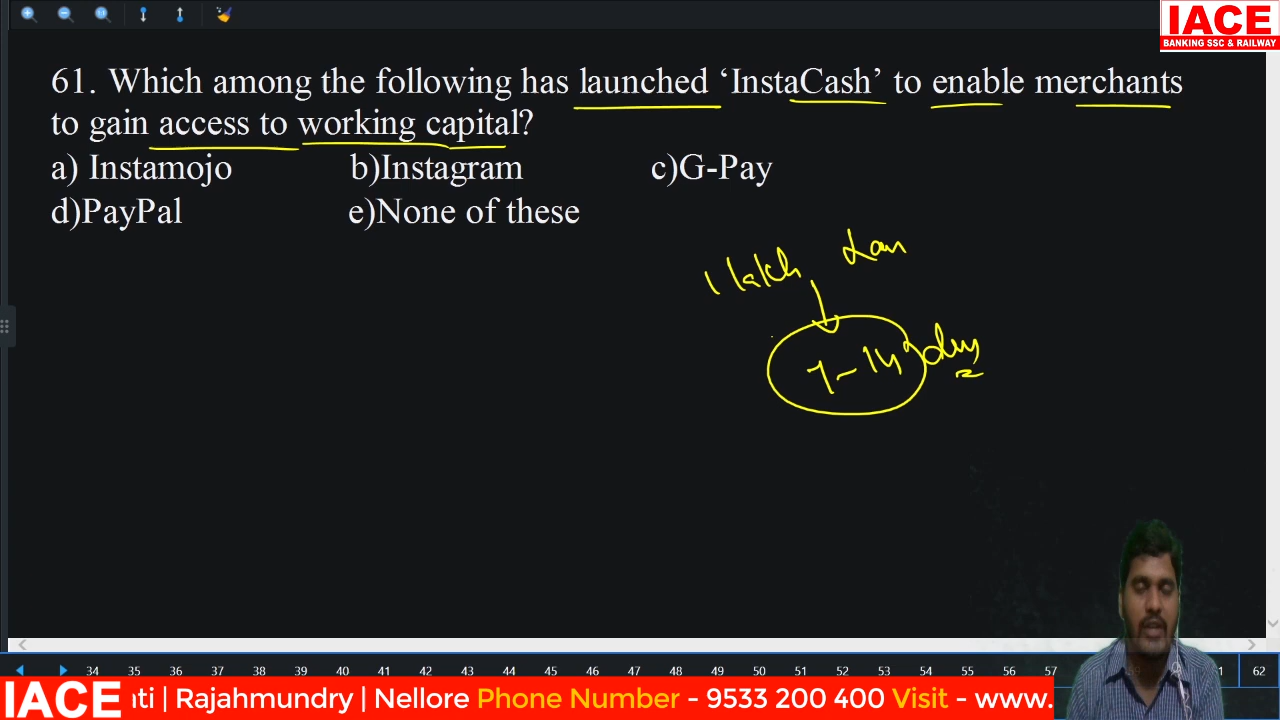 IACE
BANKING SSC & RAILWAY
61. Which among the following has launched ‘InstaCash’ to enable merchants
to gain access to working capital?
a) Instamojo b)Instagram c)G-Pay
d)PayPal e)None of these
1 lakh Loan
7-14 days
34 35 36 37 38 39 40 41 42 43 44 45 46 47 48 49 50 51 52 53 54 55 56 57 62
IACE ati | Rajahmundry | Nellore Phone Number - 9533 200 400 Visit - www.